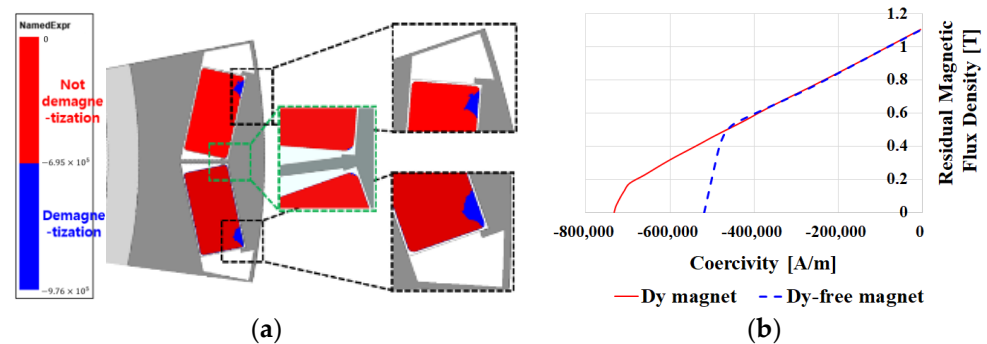 NamedExpr
0
Not
demagne
-tization
−6.95 × 10⁵
Demagne
-tization
−9.76 × 10⁵
(a)
1.2
1
0.8
0.6
0.4
0.2
0
Residual Magnetic
Flux Density [T]
-800,000 -600,000 -400,000 -200,000 0
Coercivity [A/m]
Dy magnet Dy-free magnet
(b)